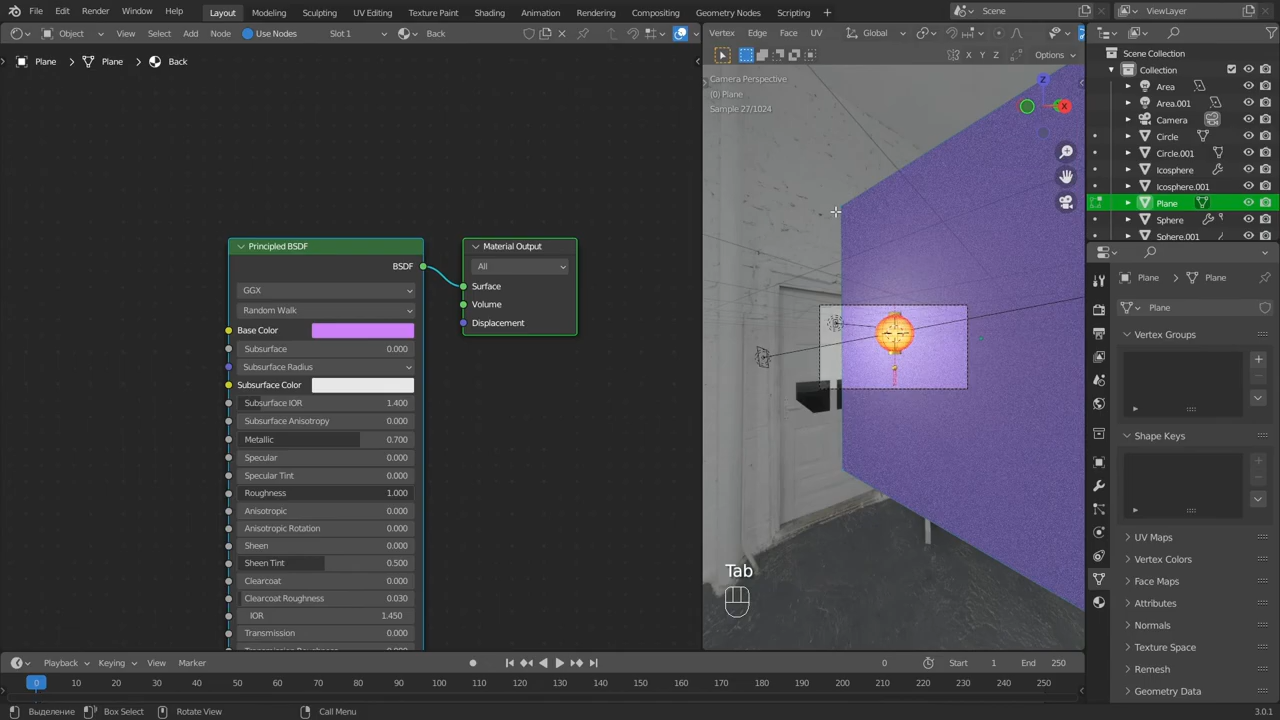 File Edit Render Window Help Layout Modeling Sculpting UV Editing Texture Paint Shading Animation Rendering Compositing Geometry Nodes Scripting + Scene ViewLayer
Object View Select Add Node Use Nodes Slot 1 Back
Vertex Edge Face UV Global
Plane > Plane > Back
X Y Z Options
Camera Perspective
(0) Plane
Sample 27/1024
Z
X
Scene Collection
Collection
Area
Area.001
Camera
Circle
Circle.001
Icosphere
Icosphere.001
Plane
Sphere
Sphere.001
Principled BSDF
BSDF
GGX
Random Walk
Base Color
Subsurface 0.000
Subsurface Radius
Subsurface Color
Subsurface IOR 1.400
Subsurface Anisotropy 0.000
Metallic 0.700
Specular 0.000
Specular Tint 0.000
Roughness 1.000
Anisotropic 0.000
Anisotropic Rotation 0.000
Sheen 0.000
Sheen Tint 0.500
Clearcoat 0.000
Clearcoat Roughness 0.030
IOR 1.450
Transmission 0.000
Material Output
All
Surface
Volume
Displacement
Tab
Plane > Plane
Plane
Vertex Groups
Shape Keys
UV Maps
Vertex Colors
Face Maps
Attributes
Normals
Texture Space
Remesh
Geometry Data
Playback Keying View Marker 0 Start 1 End 250
0 10 20 30 40 50 60 70 80 90 100 110 120 130 140 150 160 170 180 190 200 210 220 230 240 250
Выделение Box Select Rotate View Call Menu 3.0.1